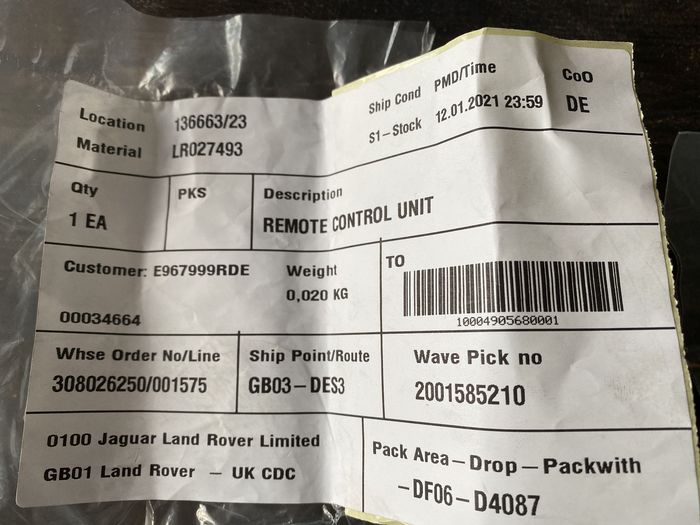 Location 136663/23
Material LR027493
Ship Cond PMD/Time CoO
S1-Stock 12.01.2021 23:59 DE
Qty PKS Description
1 EA REMOTE CONTROL UNIT
Customer: E967999RDE Weight
0,020 KG
00034664
TO
10004905680001
Whse Order No/Line Ship Point/Route Wave Pick no
308026250/001575 GB03-DES3 2001585210
0100 Jaguar Land Rover Limited
GB01 Land Rover - UK CDC
Pack Area-Drop-Packwith
-DF06-D4087